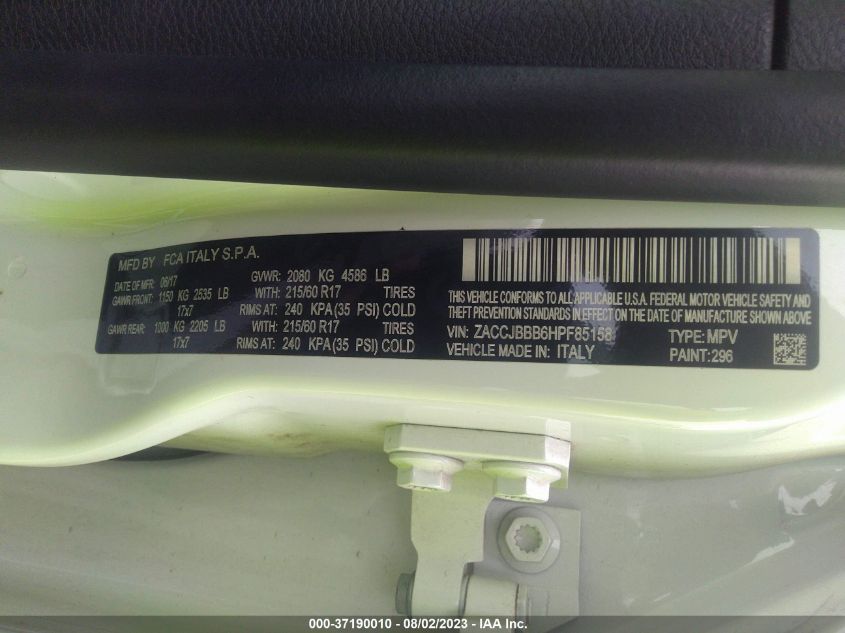 MFD BY FCA ITALY S.P.A.
DATE OF MFR 06/17 GVWR: 2080 KG 4586 LB
GAWR FRONT: 1150 KG 2535 LB WITH: 215/60 R17 TIRES
17x7 RIMS AT: 240 KPA(35 PSI) COLD
GAWR REAR: 1000 KG 2205 LB WITH: 215/60 R17 TIRES
17x7 RIMS AT: 240 KPA(35 PSI) COLD
THIS VEHICLE CONFORMS TO ALL APPLICABLE U.S.A. FEDERAL MOTOR VEHICLE SAFETY AND
THEFT PREVENTION STANDARDS IN EFFECT ON THE DATE OF MANUFACTURE SHOWN ABOVE.
VIN: ZACCJBBB6HPF85158 TYPE: MPV
VEHICLE MADE IN: ITALY PAINT: 296
000-37190010 - 08/02/2023 - IAA Inc.